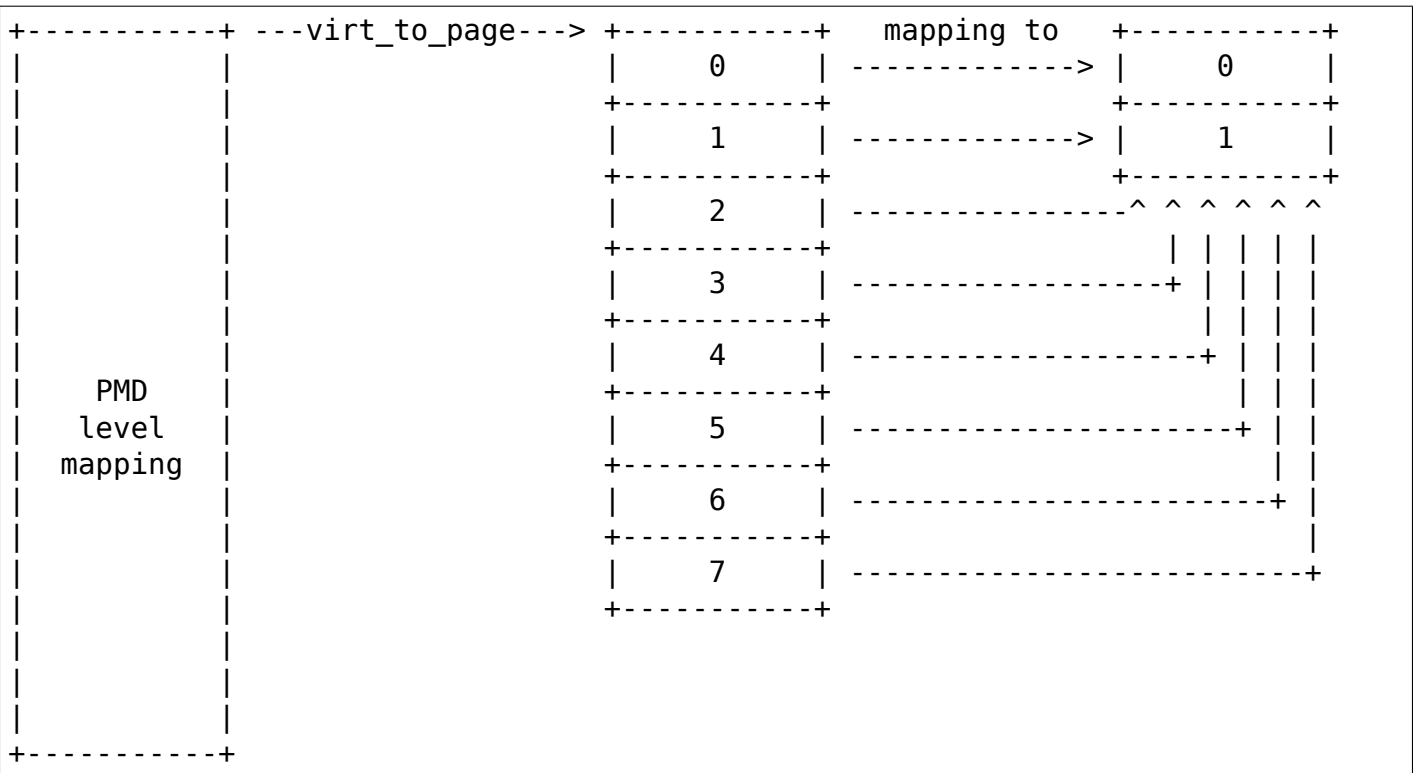 +-----------+ ---virt_to_page---> +-----------+   mapping to   +-----------+
|           |                     |     0     | -------------> |     0     |
|           |                     +-----------+                +-----------+
|           |                     |     1     | -------------> |     1     |
|           |                     +-----------+                +-----------+
|           |                     |     2     | ----------------^ ^ ^ ^ ^ ^
|           |                     +-----------+                   | | | | |
|           |                     |     3     | ------------------+ | | | |
|           |                     +-----------+                     | | | |
|           |                     |     4     | --------------------+ | | |
|    PMD    |                     +-----------+                       | | |
|   level   |                     |     5     | ----------------------+ | |
|  mapping  |                     +-----------+                         | |
|           |                     |     6     | ------------------------+ |
|           |                     +-----------+                           |
|           |                     |     7     | --------------------------+
|           |                     +-----------+
|           |
|           |
|           |
+-----------+